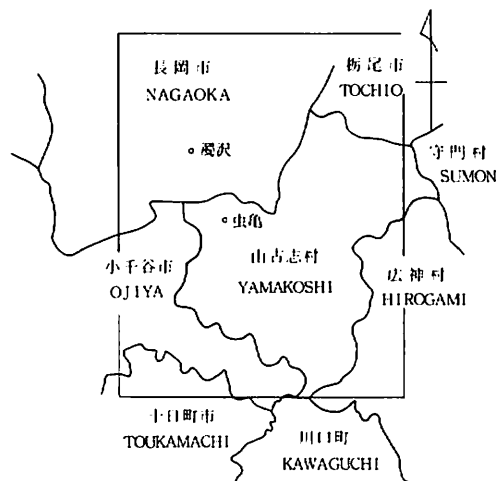 長岡市
NAGAOKA
栃尾市
TOCHIO
濁沢
守門村
SUMON
虫亀
小千谷市
OJIYA
山古志村
YAMAKOSHI
広神村
HIROGAMI
十日町市
TOUKAMACHI
川口町
KAWAGUCHI